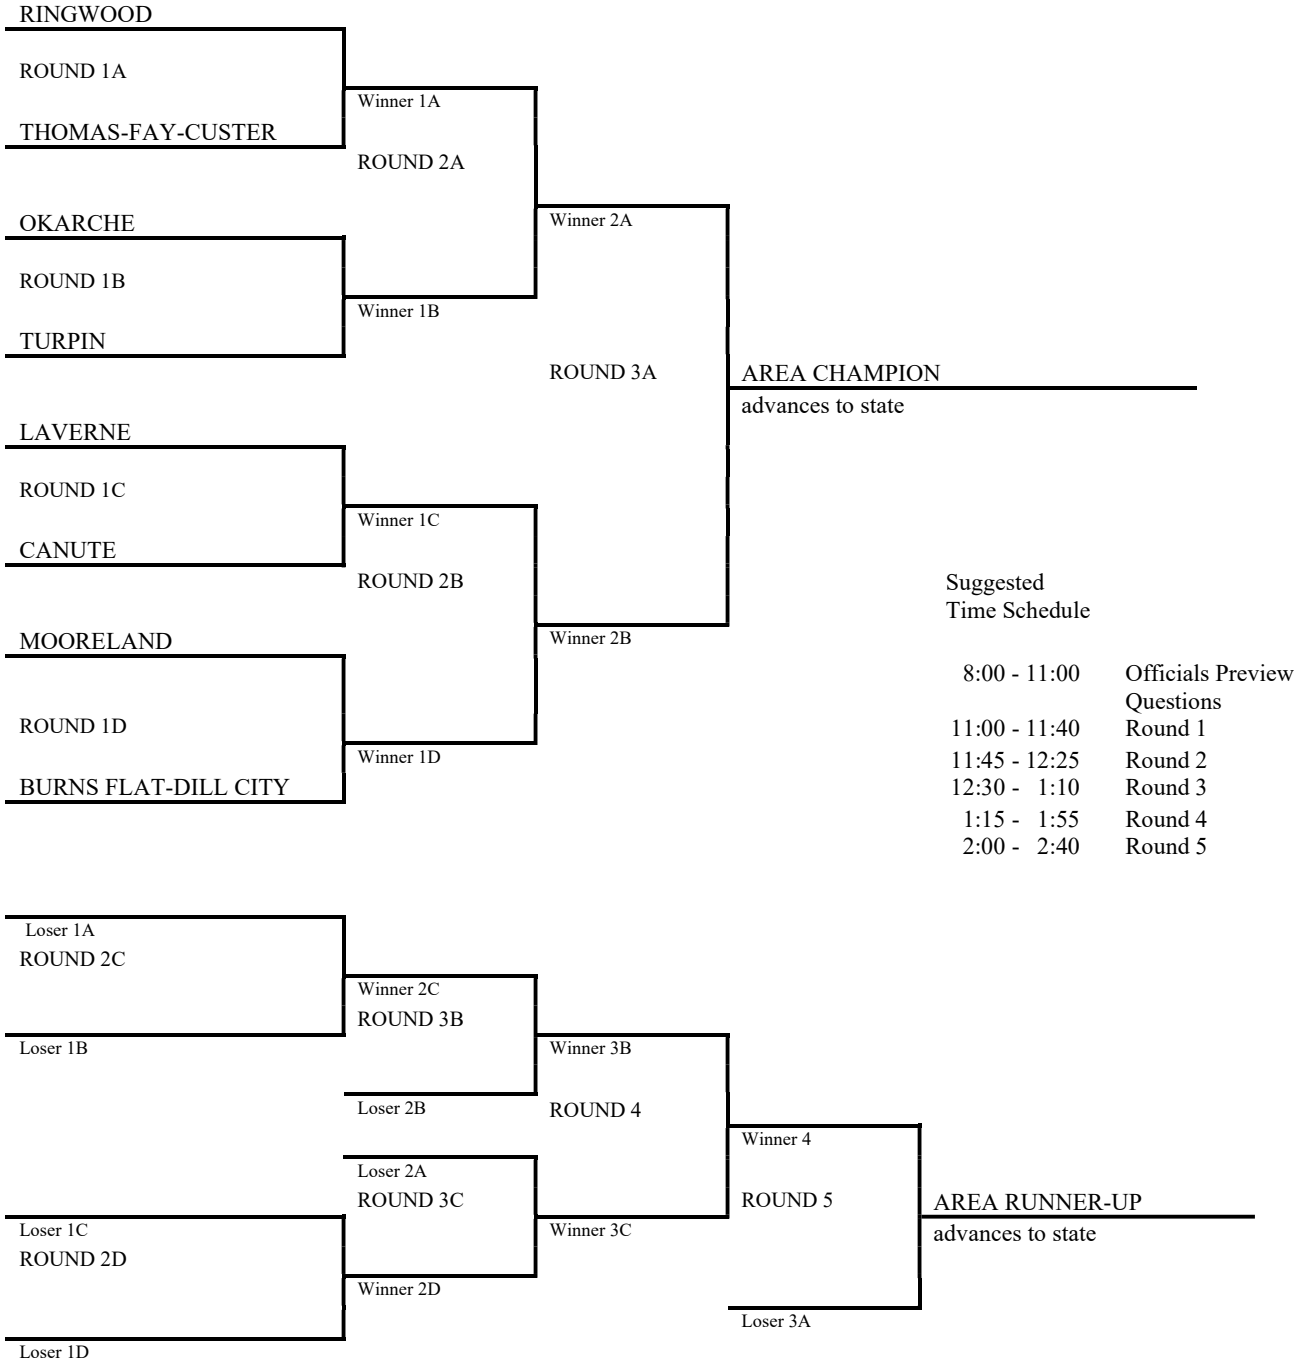 RINGWOOD
ROUND 1A
Winner 1A
THOMAS-FAY-CUSTER
ROUND 2A
OKARCHE
Winner 2A
ROUND 1B
Winner 1B
TURPIN
ROUND 3A
AREA CHAMPION
advances to state
LAVERNE
ROUND 1C
Winner 1C
CANUTE
ROUND 2B
MOORELAND
Winner 2B
ROUND 1D
Winner 1D
BURNS FLAT-DILL CITY
Suggested
Time Schedule
8:00 - 11:00 Officials Preview
Questions
11:00 - 11:40 Round 1
11:45 - 12:25 Round 2
12:30 - 1:10 Round 3
1:15 - 1:55 Round 4
2:00 - 2:40 Round 5
Loser 1A
ROUND 2C
Winner 2C
ROUND 3B
Loser 1B
Winner 3B
Loser 2B
ROUND 4
Winner 4
Loser 2A
ROUND 3C
ROUND 5
AREA RUNNER-UP
advances to state
Loser 1C
Winner 3C
ROUND 2D
Winner 2D
Loser 3A
Loser 1D